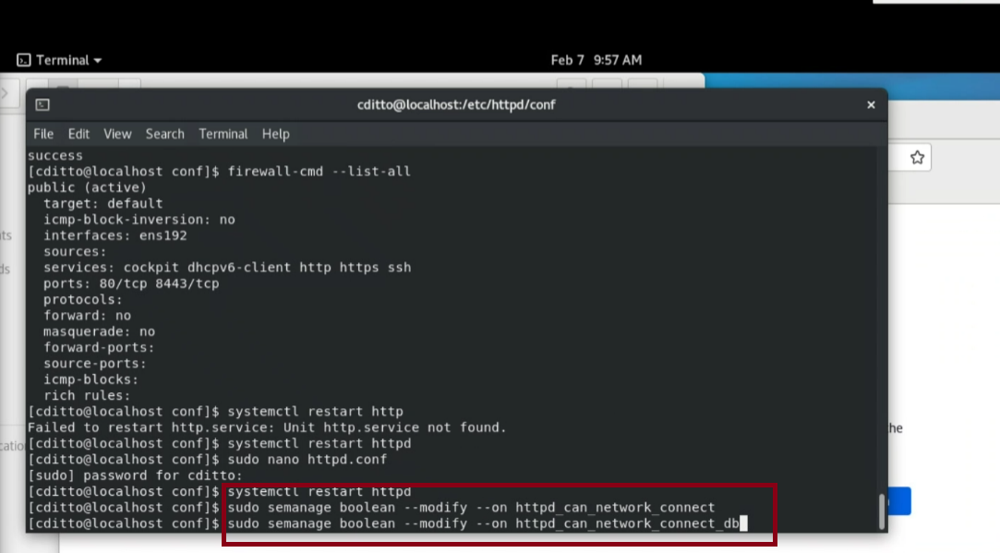 Terminal
Feb 7 9:57 AM
cditto@localhost:/etc/httpd/conf
File Edit View Search Terminal Help
success
[cditto@localhost conf]$ firewall-cmd --list-all
public (active)
  target: default
  icmp-block-inversion: no
  interfaces: ens192
  sources:
  services: cockpit dhcpv6-client http https ssh
  ports: 80/tcp 8443/tcp
  protocols:
  forward: no
  masquerade: no
  forward-ports:
  source-ports:
  icmp-blocks:
  rich rules:
[cditto@localhost conf]$ systemctl restart http
Failed to restart http.service: Unit http.service not found.
[cditto@localhost conf]$ systemctl restart httpd
[cditto@localhost conf]$ sudo nano httpd.conf
[sudo] password for cditto:
[cditto@localhost conf]$ systemctl restart httpd
[cditto@localhost conf]$ sudo semanage boolean --modify --on httpd_can_network_connect
[cditto@localhost conf]$ sudo semanage boolean --modify --on httpd_can_network_connect_db